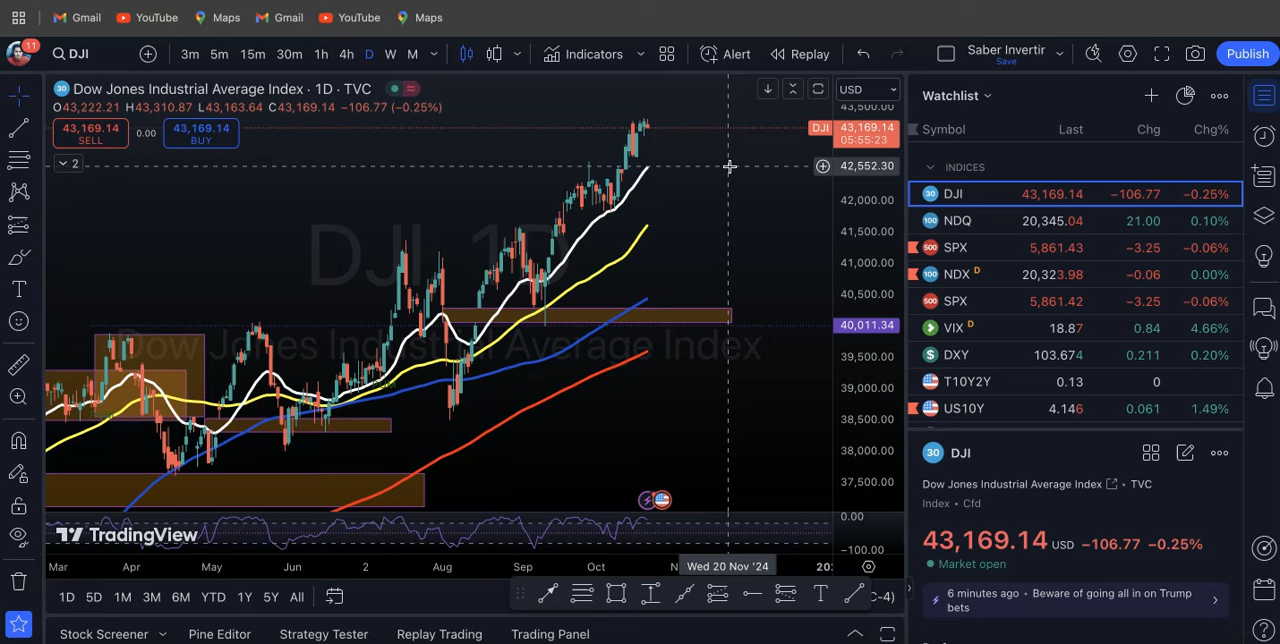 Gmail YouTube Maps Gmail YouTube Maps
11 DJI 3m 5m 15m 30m 1h 4h D W M Indicators Alert Replay Saber Invertir Save Publish
30 Dow Jones Industrial Average Index · 1D · TVC
O43,222.21 H43,310.87 L43,163.64 C43,169.14 −106.77 (−0.25%)
43,169.14 SELL 0.00 43,169.14 BUY
2
USD
43,500.00
DJI 43,169.14
05:55:23
42,552.30
42,000.00
41,500.00
41,000.00
40,500.00
40,011.34
39,500.00
39,000.00
38,500.00
38,000.00
37,500.00
0.00
−100.00
DJI, 1D
Dow Jones Industrial Average Index
TradingView
Mar Apr May Jun 2 Aug Sep Oct Wed 20 Nov '24
1D 5D 1M 3M 6M YTD 1Y 5Y All
Stock Screener Pine Editor Strategy Tester Replay Trading Trading Panel
Watchlist
Symbol Last Chg Chg%
INDICES
30 DJI 43,169.14 −106.77 −0.25%
100 NDQ 20,345.04 21.00 0.10%
500 SPX 5,861.43 −3.25 −0.06%
100 NDX D 20,323.98 −0.06 0.00%
500 SPX 5,861.42 −3.25 −0.06%
VIX D 18.87 0.84 4.66%
$ DXY 103.674 0.211 0.20%
T10Y2Y 0.13 0
US10Y 4.146 0.061 1.49%
30 DJI
Dow Jones Industrial Average Index · TVC
Index · Cfd
43,169.14 USD −106.77 −0.25%
Market open
6 minutes ago · Beware of going all in on Trump
bets